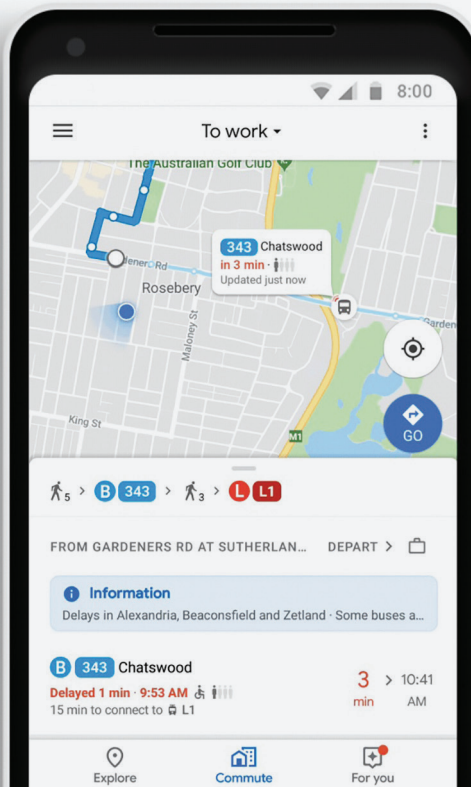 8:00
To work
The Australian Golf Club
343 Chatswood
in 3 min ·
Updated just now
dener Rd
Rosebery
Maloney St
Garden
King St
M1
GO
5 > B 343 > 3 > L L1
FROM GARDENERS RD AT SUTHERLAN... DEPART >
Information
Delays in Alexandria, Beaconsfield and Zetland · Some buses a...
B 343 Chatswood
Delayed 1 min · 9:53 AM
15 min to connect to L1
3 > 10:41
min AM
Explore
Commute
For you